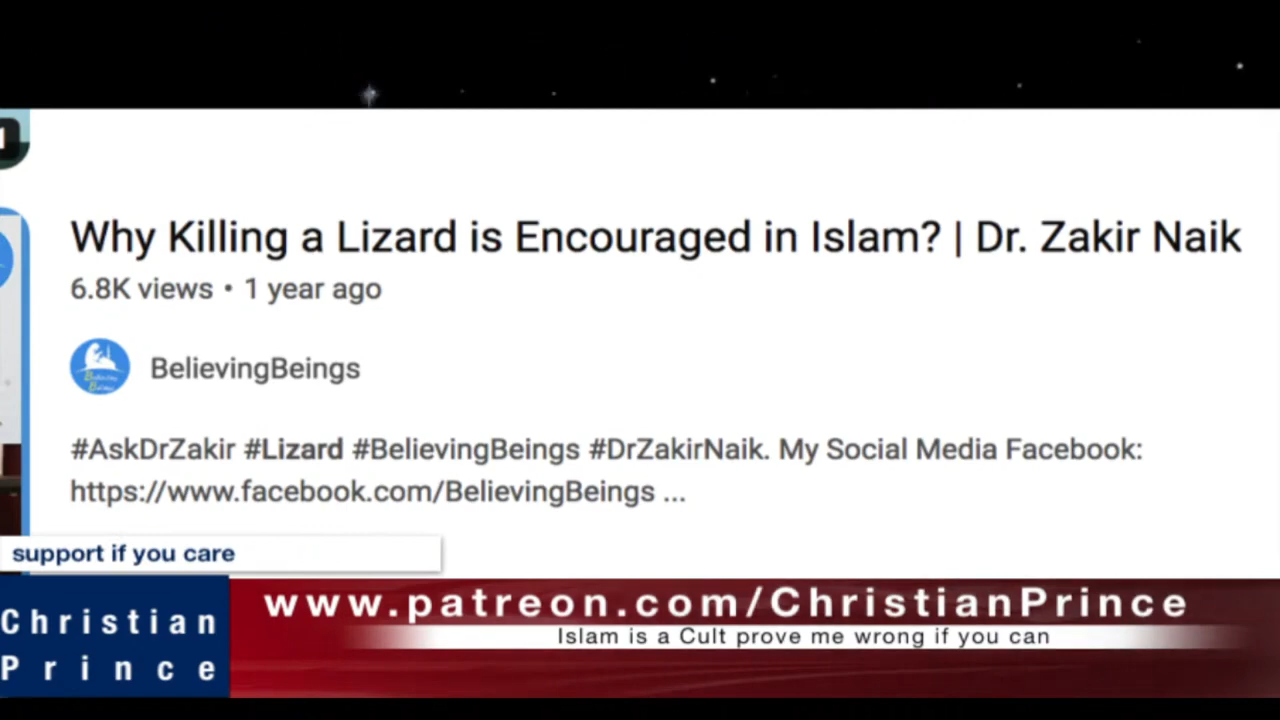 Why Killing a Lizard is Encouraged in Islam? | Dr. Zakir Naik
6.8K views • 1 year ago
BelievingBeings
#AskDrZakir #Lizard #BelievingBeings #DrZakirNaik. My Social Media Facebook:
https://www.facebook.com/BelievingBeings ...
support if you care
Christian
Prince
www.patreon.com/ChristianPrince
Islam is a Cult prove me wrong if you can